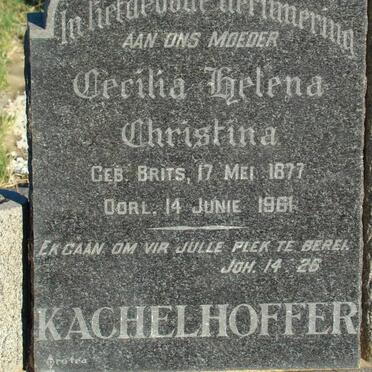 In liefdevolle herinnering
AAN ONS MOEDER
Cecilia Helena
Christina
GEB. BRITS, 17 MEI 1877
OORL. 14 JUNIE 1961.
EK GAAN OM VIR JULLE PLEK TE BEREI.
JOH. 14 : 26
KACHELHOFFER
Protea